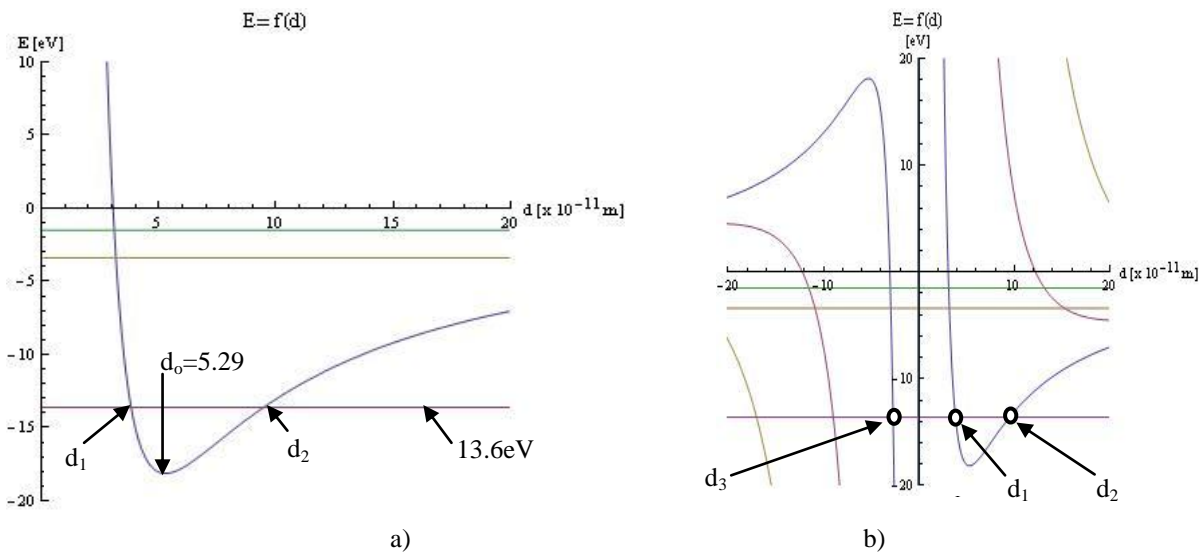 E=f(d)
E [eV]
10
5
0
5
10
15
20
d [x 10⁻¹¹ m]
-5
-10
-15
-20
dₒ=5.29
d₁
d₂
13.6eV
a)
E=f(d)
[eV]
20
10
-20
-10
10
20
d [x 10⁻¹¹ m]
-10
20
d₃
d₁
d₂
b)